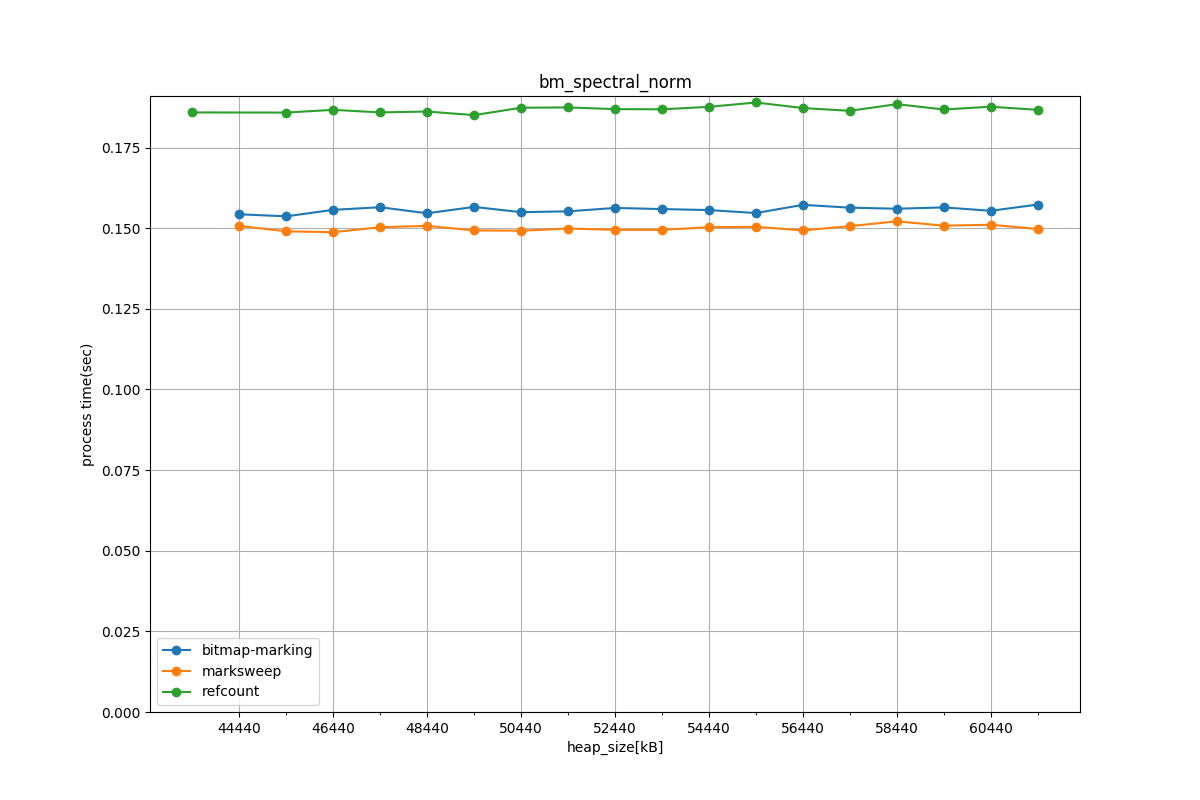 bm_spectral_norm
process time(sec)
0.175
0.150
0.125
0.100
0.075
0.050
0.025
0.000
bitmap-marking
marksweep
refcount
44440 46440 48440 50440 52440 54440 56440 58440 60440
heap_size[kB]